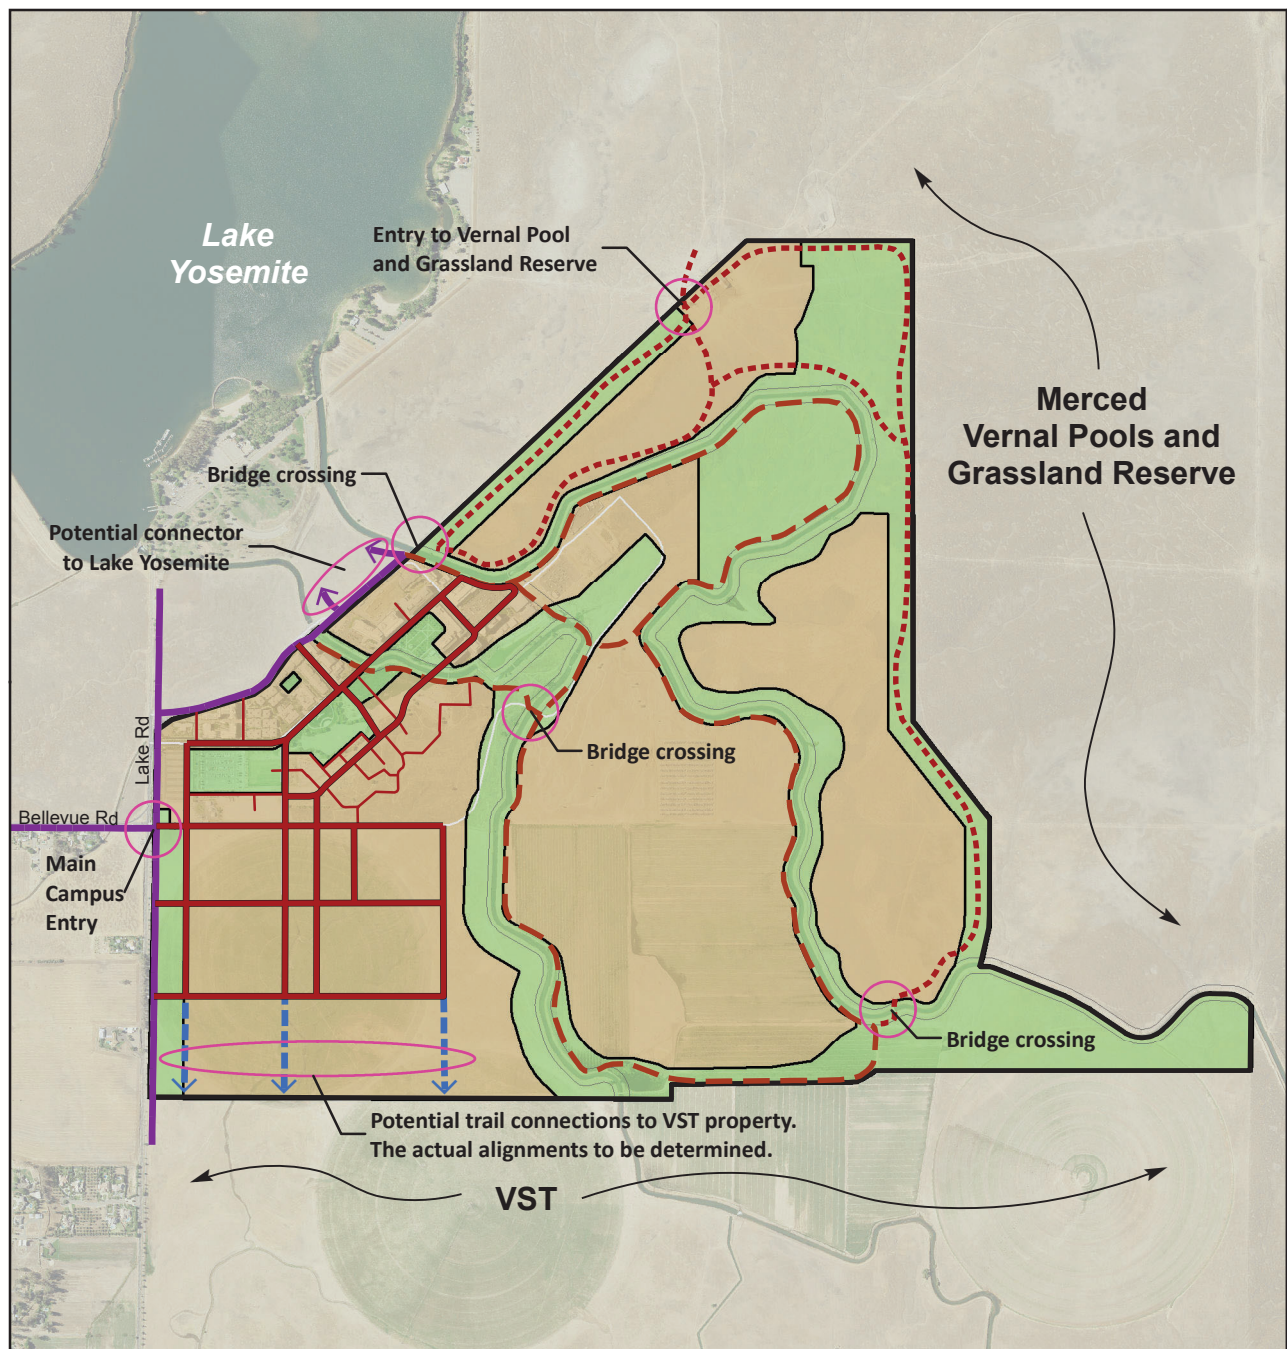 Lake
Yosemite
Entry to Vernal Pool
and Grassland Reserve
Merced
Vernal Pools and
Grassland Reserve
Bridge crossing
Potential connector
to Lake Yosemite
Lake Rd
Bridge crossing
Bellevue Rd
Main
Campus
Entry
Bridge crossing
Potential trail connections to VST property.
The actual alignments to be determined.
VST